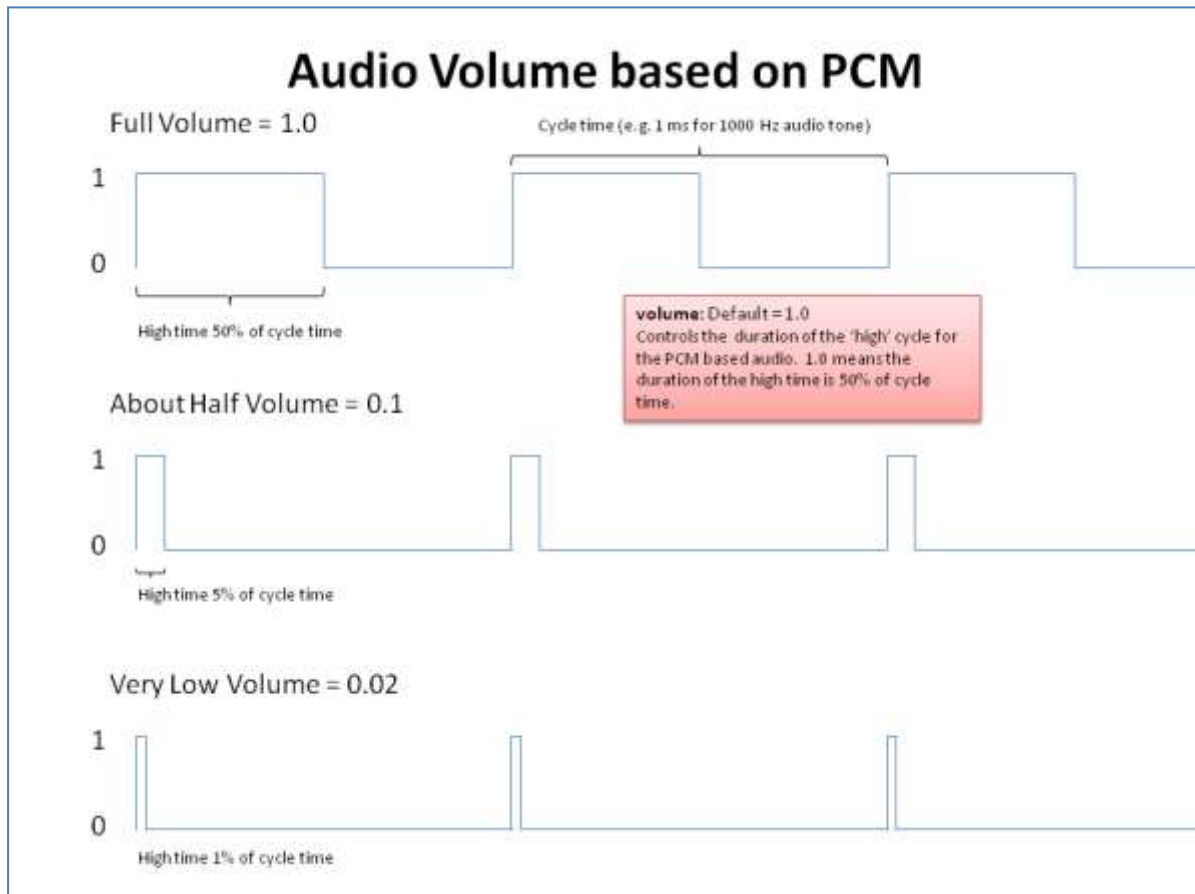 Audio Volume based on PCM
Full Volume = 1.0
Cycle time (e.g. 1 ms for 1000 Hz audio tone)
1
0
High time 50% of cycle time
volume: Default = 1.0
Controls the duration of the 'high' cycle for
the PCM based audio. 1.0 means the
duration of the high time is 50% of cycle
time.
About Half Volume = 0.1
1
0
High time 5% of cycle time
Very Low Volume = 0.02
1
0
High time 1% of cycle time